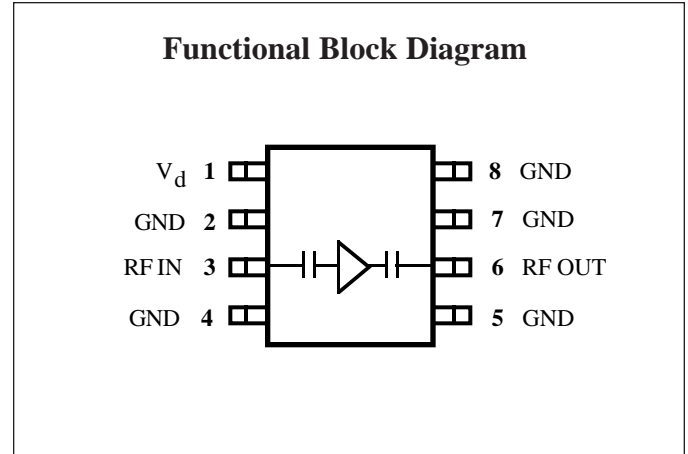 Functional Block Diagram
Vd 1 8 GND
GND 2 7 GND
RF IN 3 6 RF OUT
GND 4 5 GND